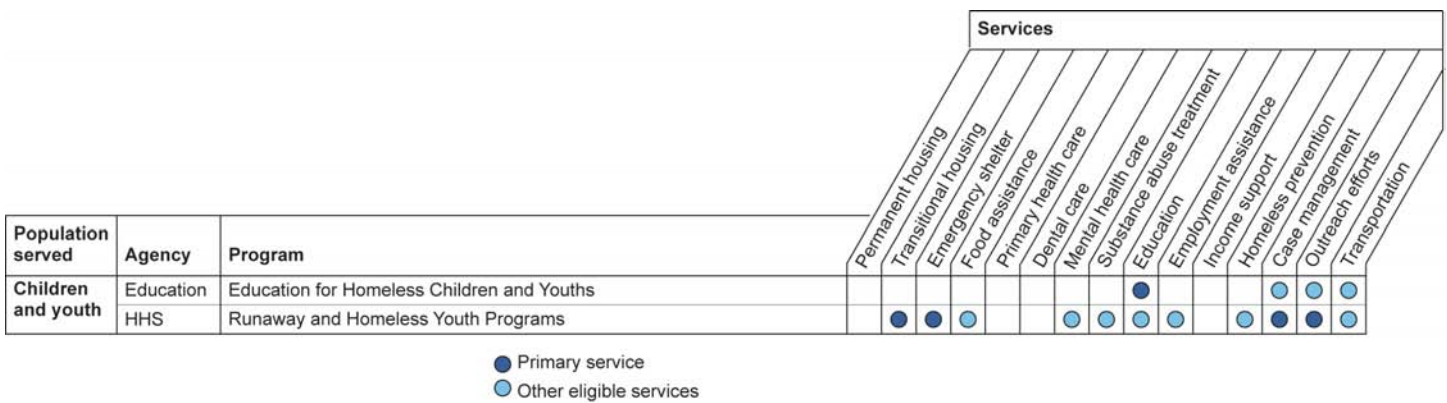 Services
Permanent housing
Transitional housing
Emergency shelter
Food assistance
Primary health care
Dental care
Mental health care
Substance abuse treatment
Education
Employment assistance
Income support
Homeless prevention
Case management
Outreach efforts
Transportation
Population served Agency Program
Children and youth Education Education for Homeless Children and Youths
HHS Runaway and Homeless Youth Programs
Primary service
Other eligible services